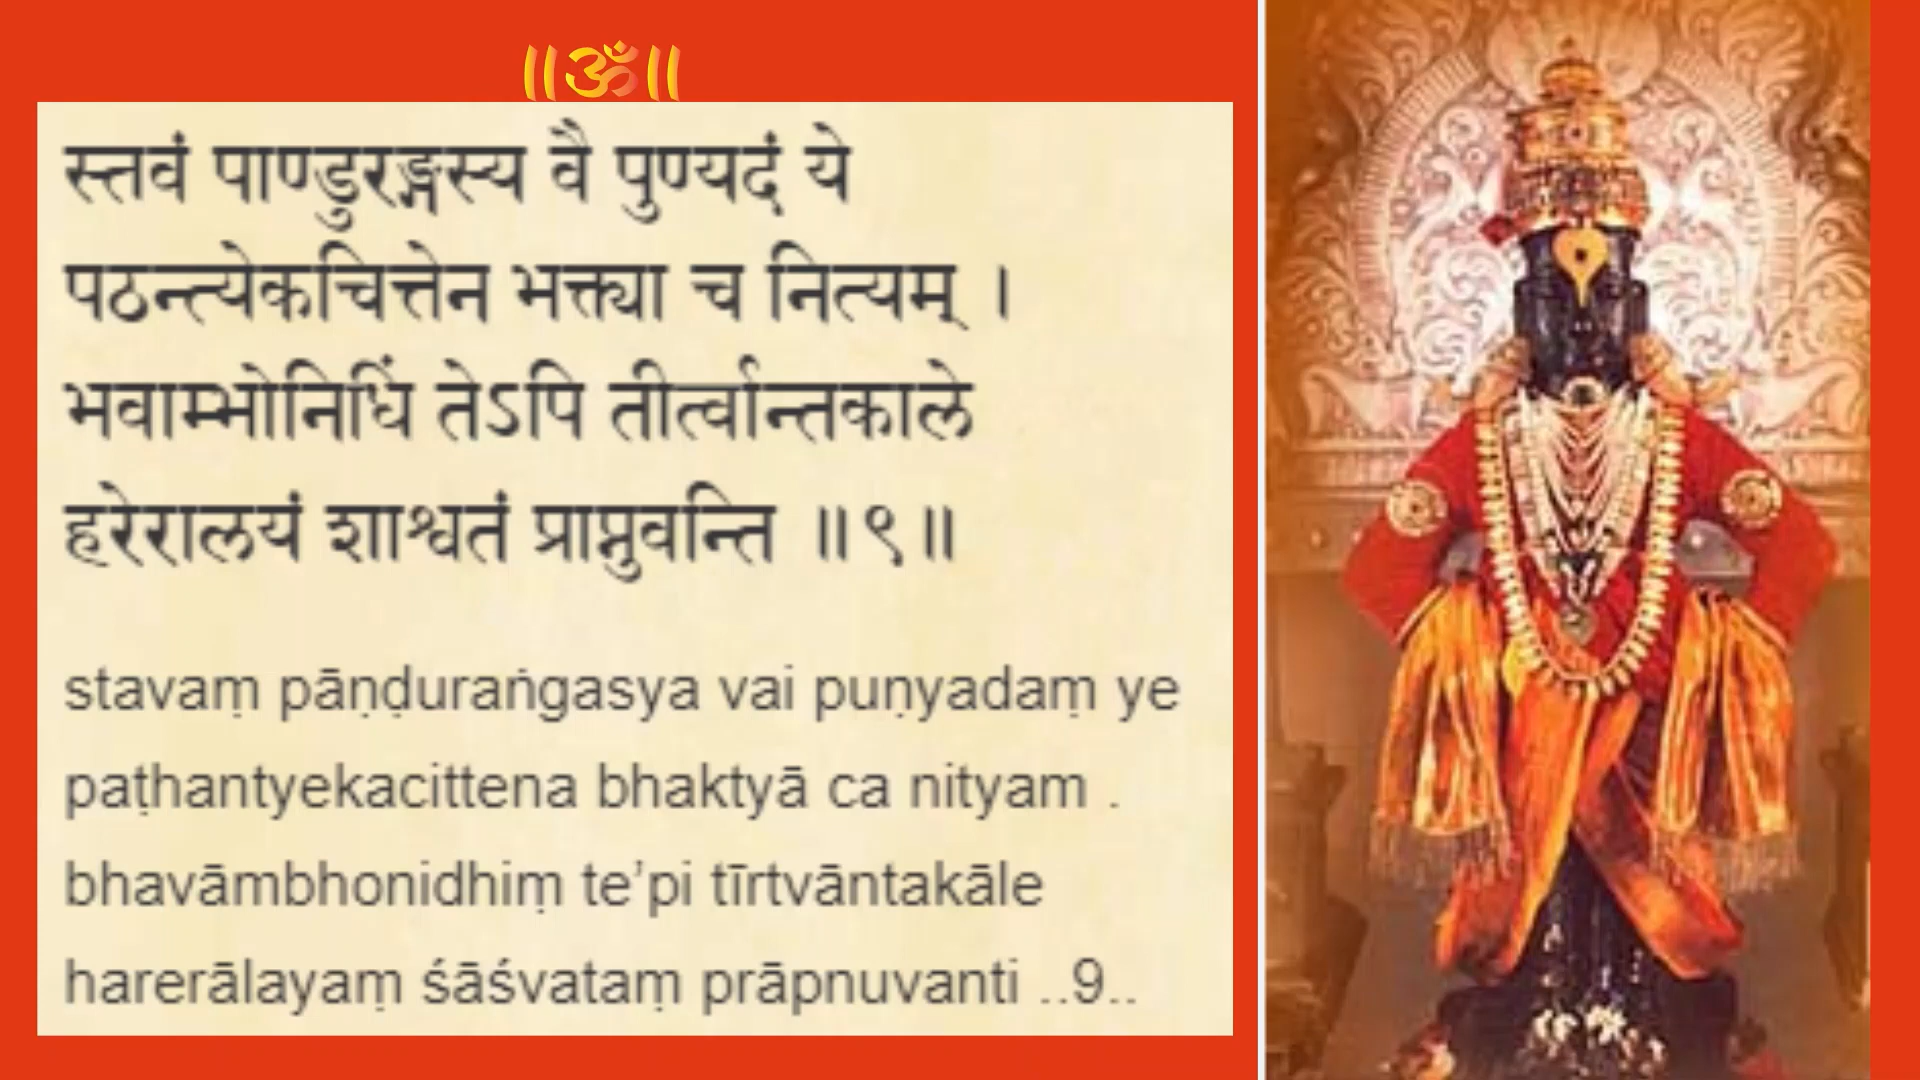 ॥ॐ॥
स्तवं पाण्डुरङ्गस्य वै पुण्यदं ये
पठन्त्येकचित्तेन भक्त्या च नित्यम् ।
भवाम्भोनिधिं तेऽपि तीर्त्वान्तकाले
हरेरालयं शाश्वतं प्राप्नुवन्ति ॥९॥
stavaṃ pāṇḍuraṅgasya vai puṇyadaṃ ye
paṭhantyekacittena bhaktyā ca nityam .
bhavāmbhonidhiṃ te’pi tīrtvāntakāle
harerālayaṃ śāśvataṃ prāpnuvanti ..9..